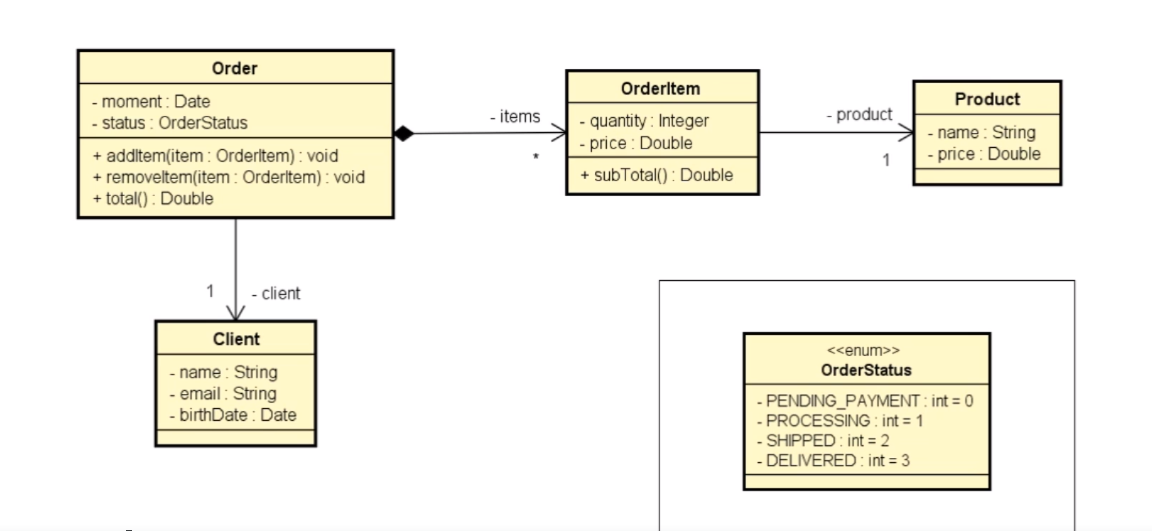 Order
- moment : Date
- status : OrderStatus
+ addItem(item : OrderItem) : void
+ removeItem(item : OrderItem) : void
+ total() : Double
- items
*
OrderItem
- quantity : Integer
- price : Double
+ subTotal() : Double
- product
1
Product
- name : String
- price : Double
1
- client
Client
- name : String
- email : String
- birthDate : Date
<<enum>>
OrderStatus
- PENDING_PAYMENT : int = 0
- PROCESSING : int = 1
- SHIPPED : int = 2
- DELIVERED : int = 3